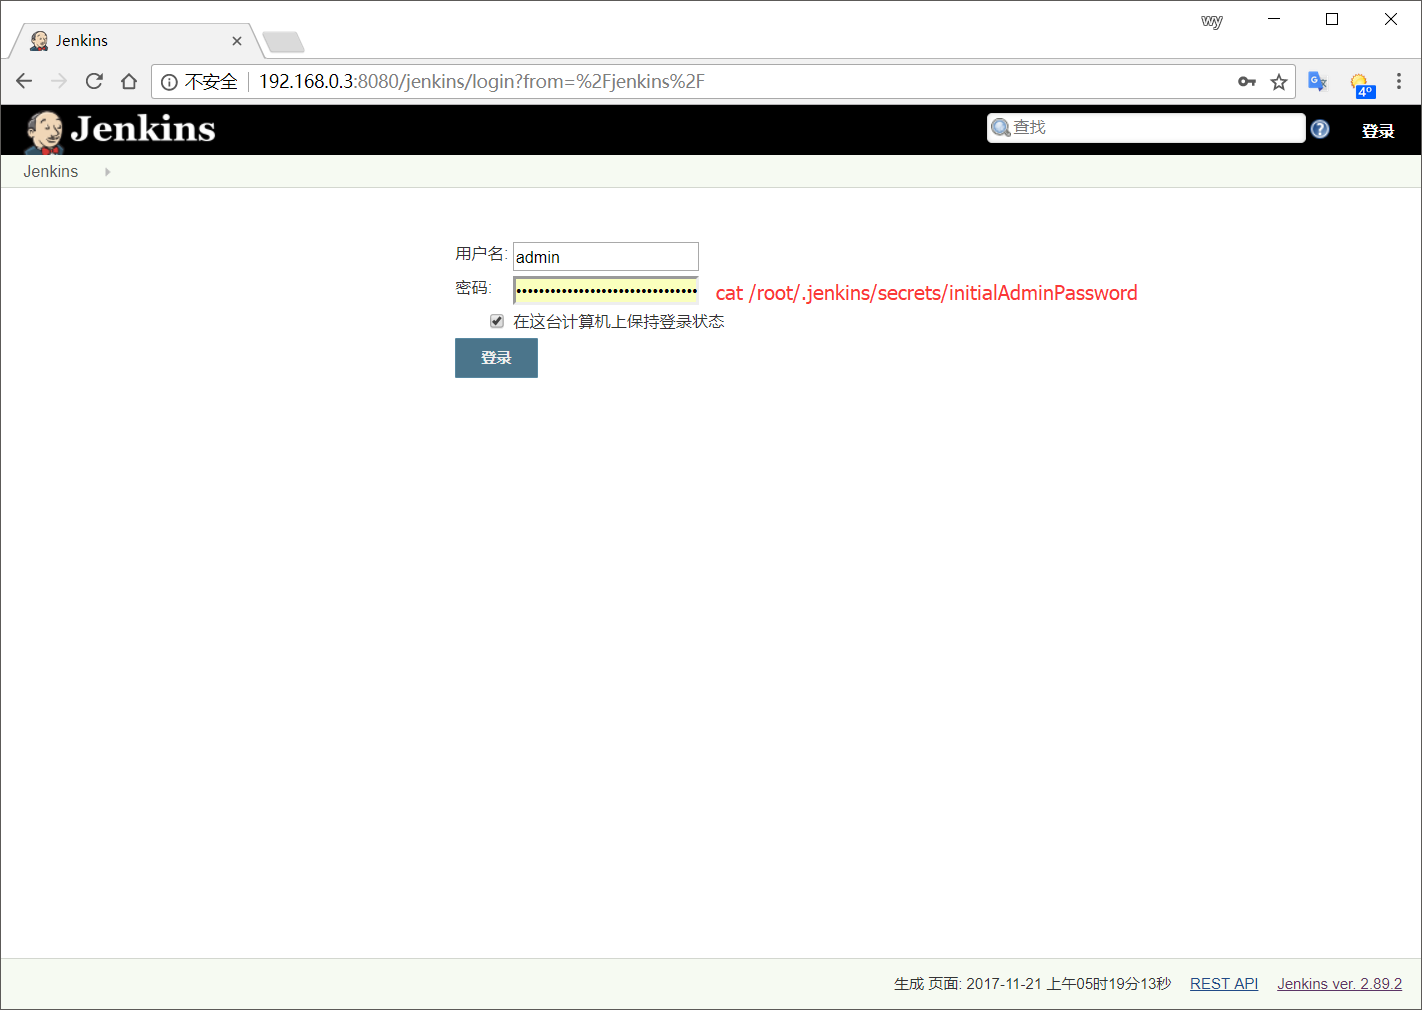 wy
Jenkins
不安全 192.168.0.3:8080/jenkins/login?from=%2Fjenkins%2F
4°
Jenkins
查找
登录
Jenkins
用户名: admin
密码: ••••••••••••••••••••••••••••••••
cat /root/.jenkins/secrets/initialAdminPassword
在这台计算机上保持登录状态
登录
生成 页面: 2017-11-21 上午05时19分13秒 REST API Jenkins ver. 2.89.2